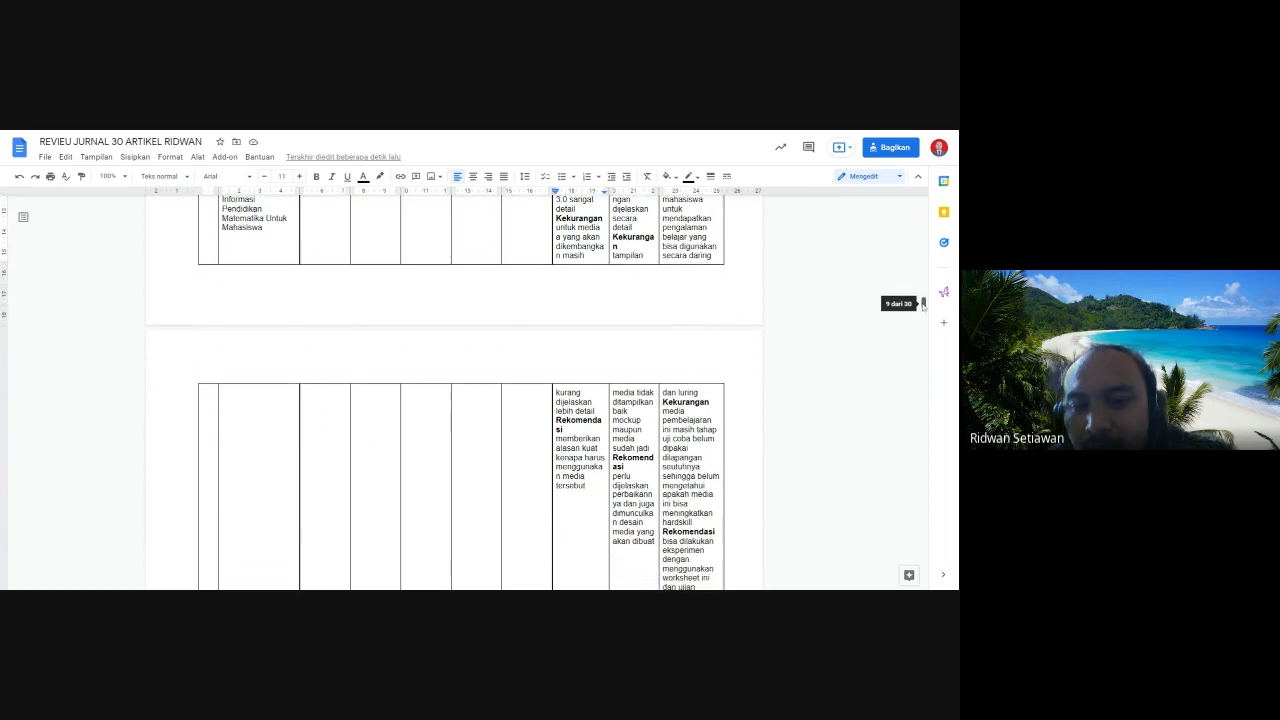 REVIEU JURNAL 30 ARTIKEL RIDWAN
File Edit Tampilan Sisipkan Format Alat Add-on Bantuan Terakhir diedit beberapa detik lalu
Bagikan
100% Teks normal Arial 11
Mengedit
Informasi
Pendidikan
Matematika Untuk
Mahasiswa
3.0 sangat
detail
Kekurangan
untuk media
a yang akan
dikembangka
n masih
ngan
dijelaskan
secara
detail
Kekuranga
n
tampilan
mahasiswa
untuk
mendapatkan
pengalaman
belajar yang
bisa digunakan
secara daring
9 dari 30
kurang
dijelaskan
lebih detail
Rekomenda
si
memberikan
alasan kuat
kenapa harus
menggunaka
n media
tersebut
media tidak
ditampilkan
baik
mockup
maupun
media
sudah jadi
Rekomend
asi
perlu
dijelaskan
perbaikann
ya dan juga
dimunculka
n desain
media yang
akan dibuat
dan luring
Kekurangan
media
pembelajaran
ini masih tahap
uji coba belum
dipakai
dilapangan
seutuhnya
sehingga belum
mengetahui
apakah media
ini bisa
meningkatkan
hardskill
Rekomendasi
bisa dilakukan
eksperimen
dengan
menggunakan
worksheet ini
dan ujian
Ridwan Setiawan